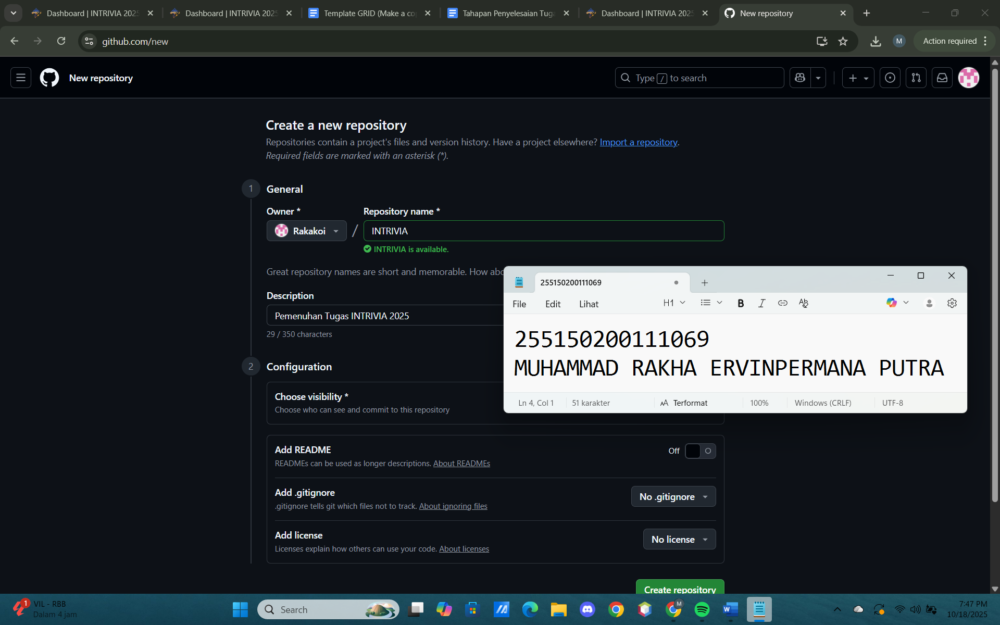 Dashboard | INTRIVIA 2025
Dashboard | INTRIVIA 2025
Template GRID (Make a co
Tahapan Penyelesaian Tuga
Dashboard | INTRIVIA 2025
New repository
github.com/new
M
Action required
New repository
Type / to search
Create a new repository
Repositories contain a project's files and version history. Have a project elsewhere? Import a repository.
Required fields are marked with an asterisk (*).
1
General
Owner *
Repository name *
Rakakoi
/
INTRIVIA
INTRIVIA is available.
Great repository names are short and memorable. How abo
Description
Pemenuhan Tugas INTRIVIA 2025
29 / 350 characters
255150200111069
File
Edit
Lihat
H1
B
I
255150200111069
MUHAMMAD RAKHA ERVINPERMANA PUTRA
Ln 4, Col 1
51 karakter
Terformat
100%
Windows (CRLF)
UTF-8
2
Configuration
Choose visibility *
Choose who can see and commit to this repository
Add README
READMEs can be used as longer descriptions. About READMEs
Off
Add .gitignore
.gitignore tells git which files not to track. About ignoring files
No .gitignore
Add license
Licenses explain how others can use your code. About licenses
No license
Create repository
1
VIL - RBB
Dalam 4 jam
Search
M
W
7:47 PM
10/18/2025